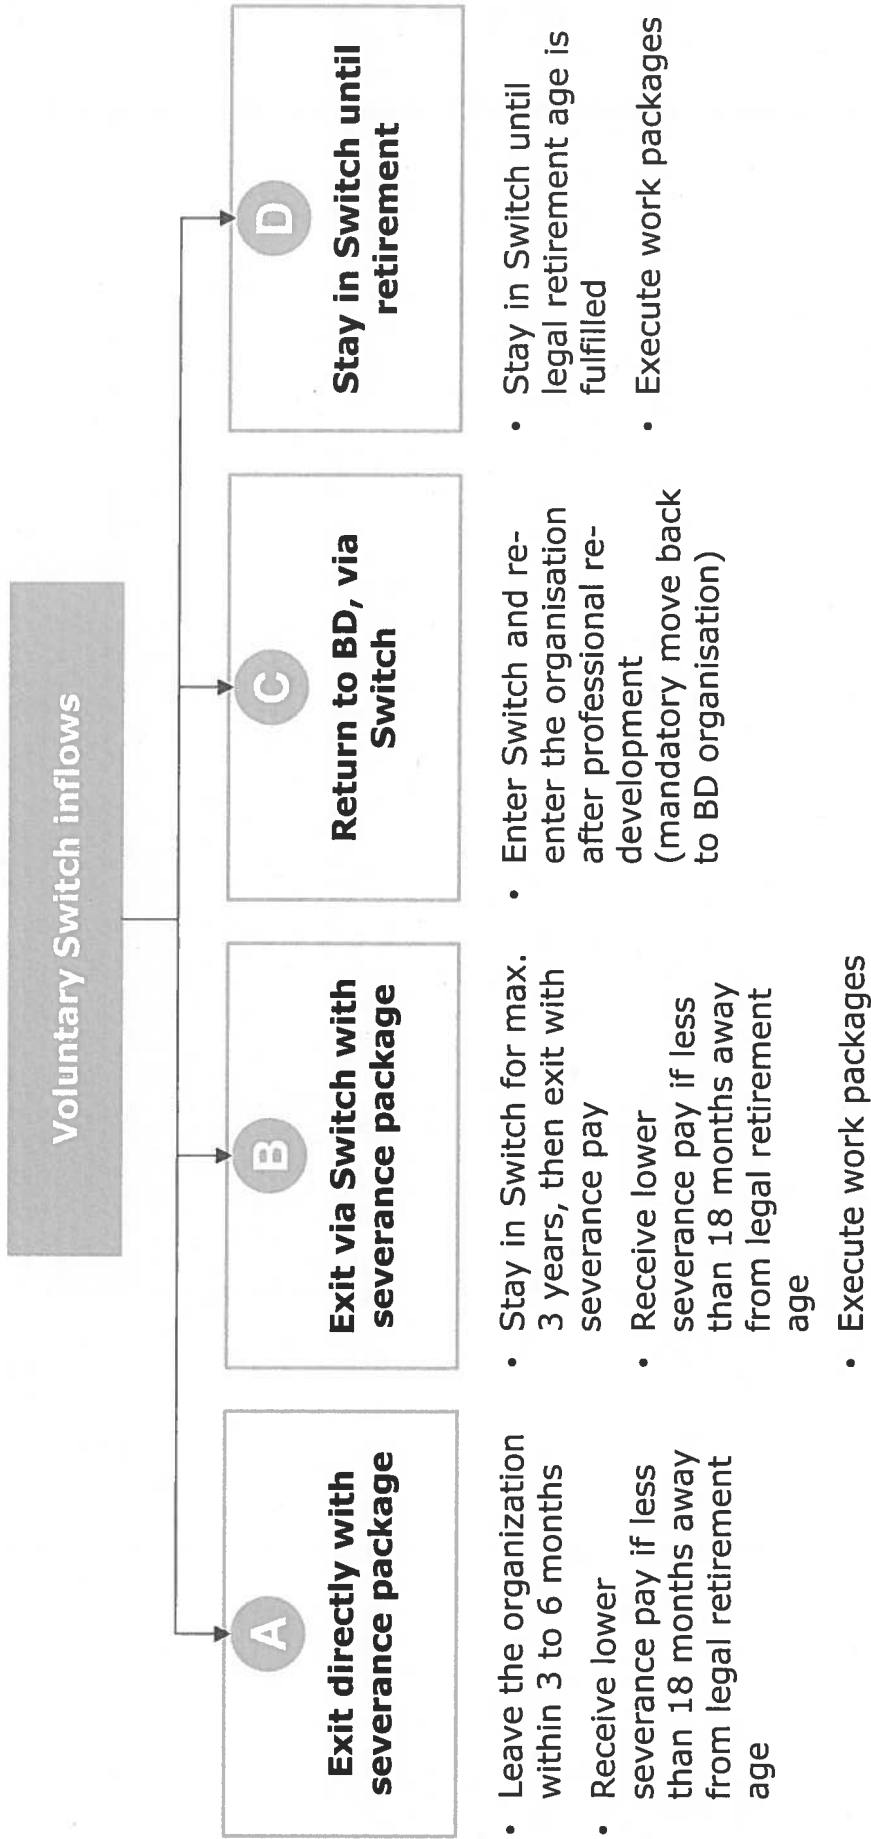 Voluntary Switch inflows
A
Exit directly with
severance package
• Leave the organization
within 3 to 6 months
• Receive lower
severance pay if less
than 18 months away
from legal retirement
age
B
Exit via Switch with
severance package
• Stay in Switch for max.
3 years, then exit with
severance pay
• Receive lower
severance pay if less
than 18 months away
from legal retirement
age
• Execute work packages
C
Return to BD, via
Switch
• Enter Switch and re-
enter the organisation
after professional re-
development
(mandatory move back
to BD organisation)
D
Stay in Switch until
retirement
• Stay in Switch until
legal retirement age is
fulfilled
• Execute work packages